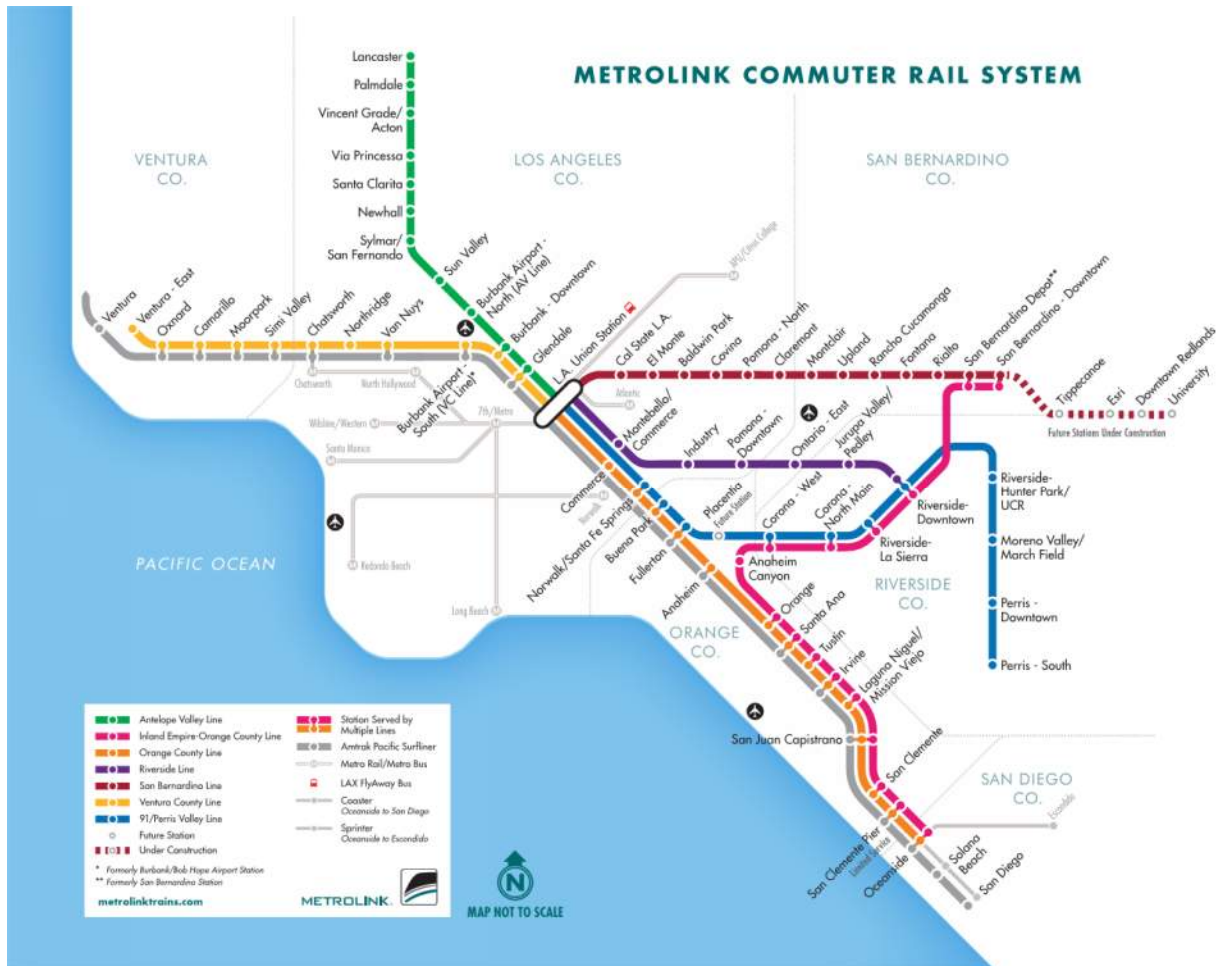 METROLINK COMMUTER RAIL SYSTEM
VENTURA
CO.
LOS ANGELES
CO.
SAN BERNARDINO
CO.
Lancaster
Palmdale
Vincent Grade/
Acton
Via Princessa
Santa Clarita
Newhall
Sylmar/
San Fernando
Sun Valley
Burbank Airport -
North (AV Line)
Burbank - Downtown
Glendale
L.A. Union Station
APU/Citrus College
Ventura
Ventura - East
Oxnard
Camarillo
Moorpark
Simi Valley
Chatsworth
Northridge
Van Nuys
Burbank Airport -
South (VC Line)*
Cal State L.A.
El Monte
Baldwin Park
Covina
Pomona - North
Claremont
Montclair
Upland
Rancho Cucamonga
Fontana
Rialto
San Bernardino Depot**
San Bernardino - Downtown
Tippecanoe
Esri
Downtown Redlands
University
Future Stations Under Construction
Chatsworth
North Hollywood
Wilshire/Western
7th/Metro
Santa Monica
Atlantic
Norwalk
Redondo Beach
Long Beach
Montebello/
Commerce
Industry
Pomona -
Downtown
Ontario - East
Jurupa Valley/
Pedley
Commerce
Norwalk/Santa Fe Springs
Buena Park
Fullerton
Anaheim
Placentia
Future Station
Corona - West
Corona -
North Main
Riverside-
Downtown
Riverside-
La Sierra
Riverside-
Hunter Park/
UCR
Moreno Valley/
March Field
Perris -
Downtown
Perris - South
Anaheim
Canyon
RIVERSIDE
CO.
ORANGE
CO.
PACIFIC OCEAN
Orange
Santa Ana
Tustin
Irvine
Laguna Niguel/
Mission Viejo
San Juan Capistrano
San Clemente
SAN DIEGO
CO.
Escondido
San Clemente Pier
Limited Service
Oceanside
Solana
Beach
San Diego
Antelope Valley Line
Inland Empire-Orange County Line
Orange County Line
Riverside Line
San Bernardino Line
Ventura County Line
91/Perris Valley Line
Future Station
Under Construction
* Formerly Burbank/Bob Hope Airport Station
** Formerly San Bernardino Station
metrolinktrains.com
Station Served by
Multiple Lines
Amtrak Pacific Surfliner
Metro Rail/Metro Bus
LAX FlyAway Bus
Coaster
Oceanside to San Diego
Sprinter
Oceanside to Escondido
METROLINK
N
MAP NOT TO SCALE